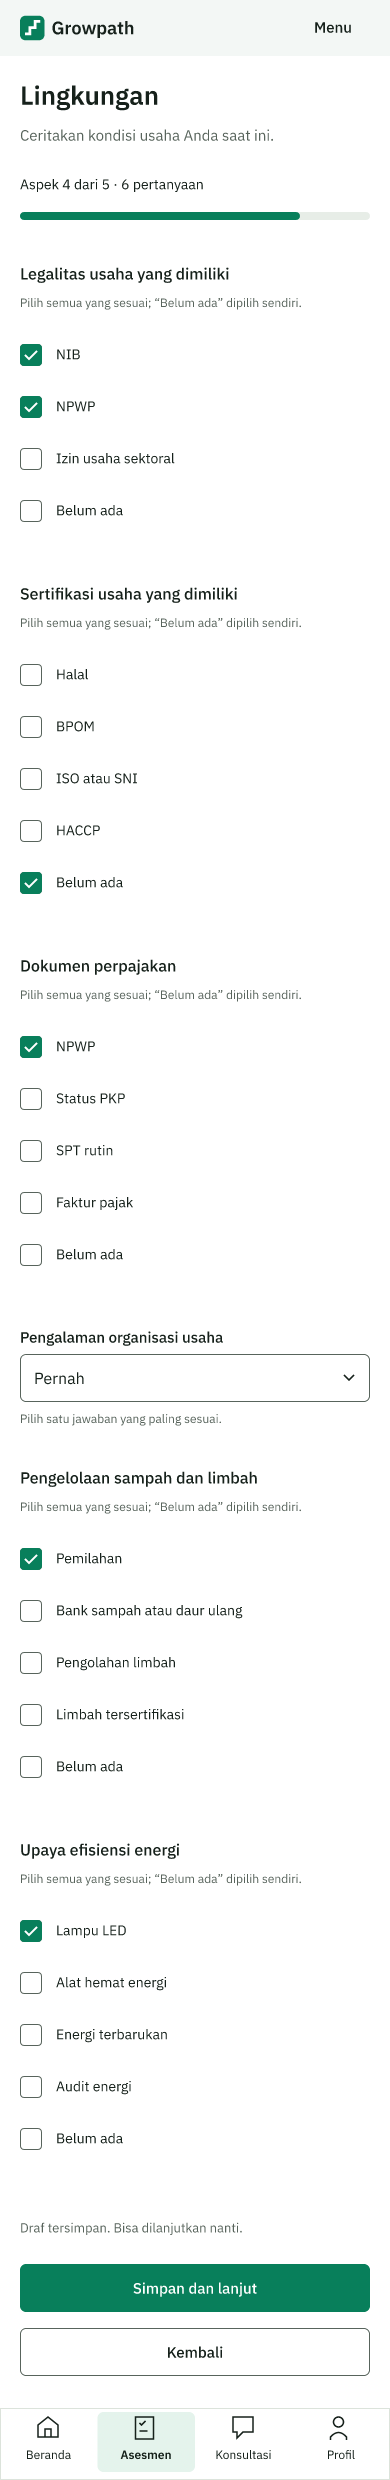 Growpath
Menu
Lingkungan
Ceritakan kondisi usaha Anda saat ini.
Aspek 4 dari 5 · 6 pertanyaan
Legalitas usaha yang dimiliki
Pilih semua yang sesuai; “Belum ada” dipilih sendiri.
NIB
NPWP
Izin usaha sektoral
Belum ada
Sertifikasi usaha yang dimiliki
Pilih semua yang sesuai; “Belum ada” dipilih sendiri.
Halal
BPOM
ISO atau SNI
HACCP
Belum ada
Dokumen perpajakan
Pilih semua yang sesuai; “Belum ada” dipilih sendiri.
NPWP
Status PKP
SPT rutin
Faktur pajak
Belum ada
Pengalaman organisasi usaha
Pernah
Pilih satu jawaban yang paling sesuai.
Pengelolaan sampah dan limbah
Pilih semua yang sesuai; “Belum ada” dipilih sendiri.
Pemilahan
Bank sampah atau daur ulang
Pengolahan limbah
Limbah tersertifikasi
Belum ada
Upaya efisiensi energi
Pilih semua yang sesuai; “Belum ada” dipilih sendiri.
Lampu LED
Alat hemat energi
Energi terbarukan
Audit energi
Belum ada
Draf tersimpan. Bisa dilanjutkan nanti.
Simpan dan lanjut
Kembali
Beranda
Asesmen
Konsultasi
Profil